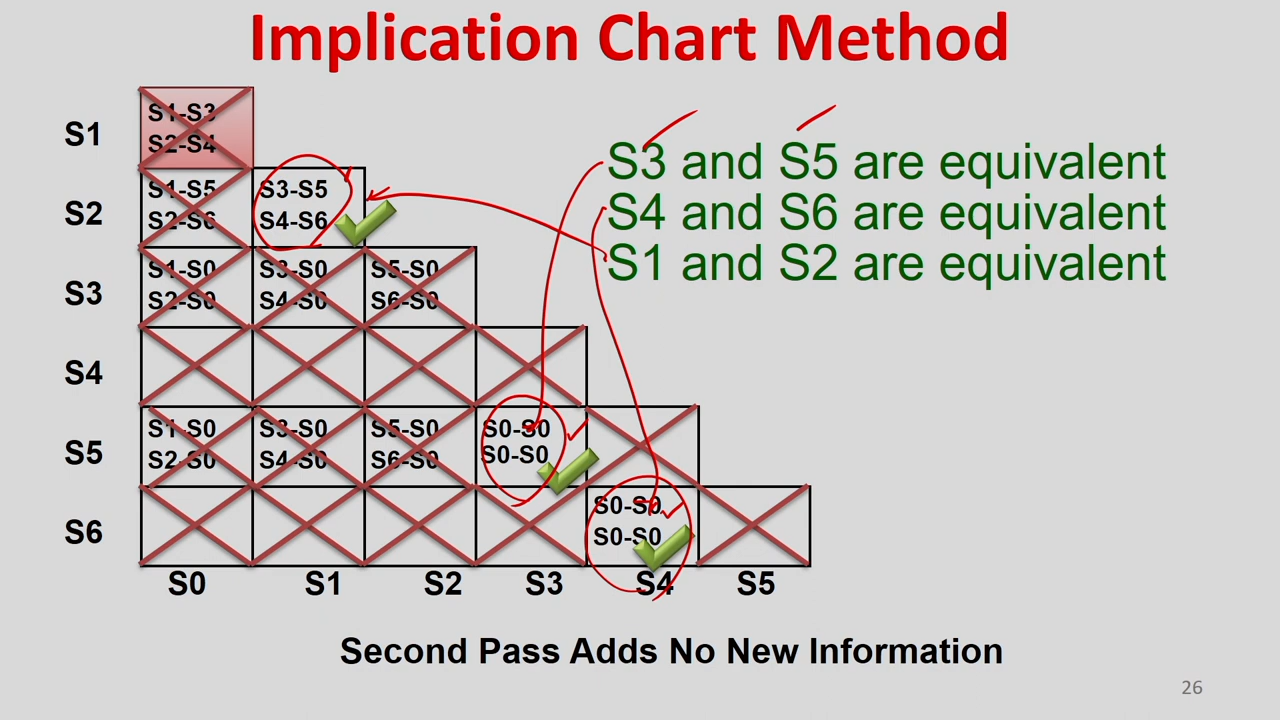 Implication Chart Method
S1
S1-S3
S2-S4
S3 and S5 are equivalent
S4 and S6 are equivalent
S1 and S2 are equivalent
S2
S1-S5
S2-S6
S3-S5
S4-S6
S3
S1-S0
S2-S0
S3-S0
S4-S0
S5-S0
S6-S0
S4
S5
S1-S0
S2-S0
S3-S0
S4-S0
S5-S0
S6-S0
S0-S0
S0-S0
S6
S0-S0
S0-S0
S0 S1 S2 S3 S4 S5
Second Pass Adds No New Information
26